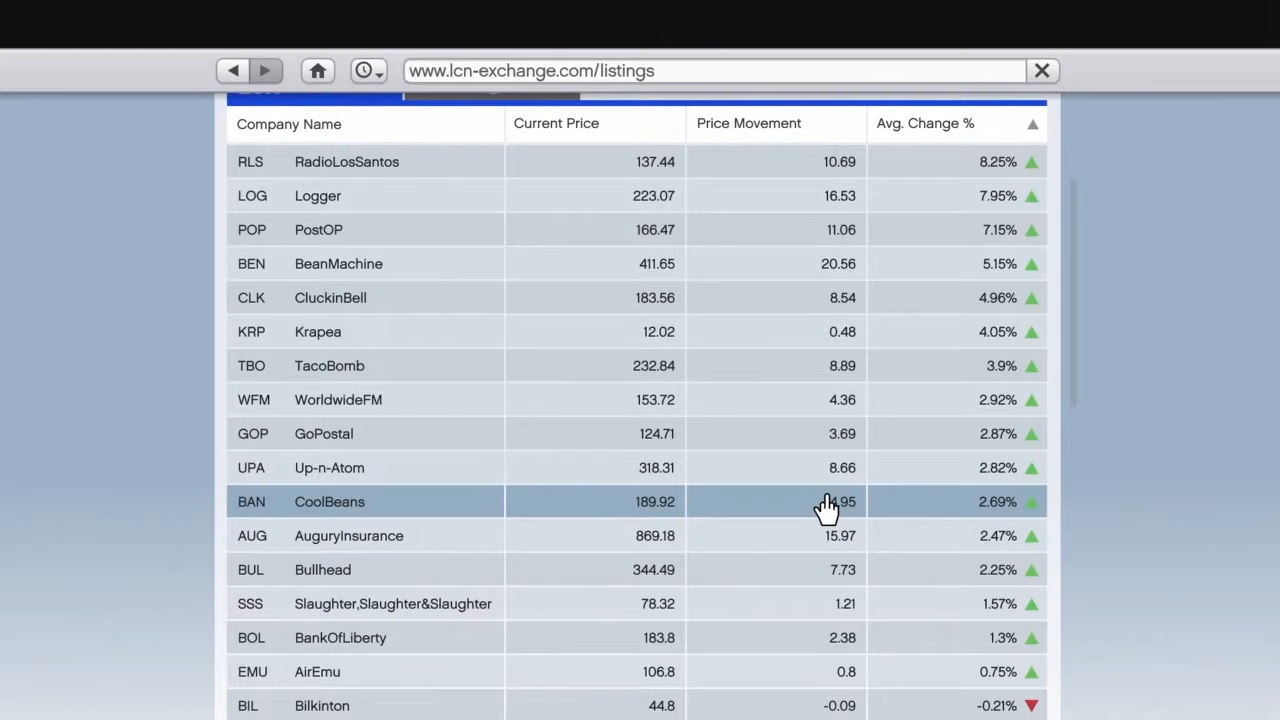 www.lcn-exchange.com/listings
Company Name Current Price Price Movement Avg. Change %
RLS RadioLosSantos 137.44 10.69 8.25%
LOG Logger 223.07 16.53 7.95%
POP PostOP 166.47 11.06 7.15%
BEN BeanMachine 411.65 20.56 5.15%
CLK CluckinBell 183.56 8.54 4.96%
KRP Krapea 12.02 0.48 4.05%
TBO TacoBomb 232.84 8.89 3.9%
WFM WorldwideFM 153.72 4.36 2.92%
GOP GoPostal 124.71 3.69 2.87%
UPA Up-n-Atom 318.31 8.66 2.82%
BAN CoolBeans 189.92 2.69%
AUG AuguryInsurance 869.18 15.97 2.47%
BUL Bullhead 344.49 7.73 2.25%
SSS Slaughter,Slaughter&Slaughter 78.32 1.21 1.57%
BOL BankOfLiberty 183.8 2.38 1.3%
EMU AirEmu 106.8 0.8 0.75%
BIL Bilkinton 44.8 -0.09 -0.21%